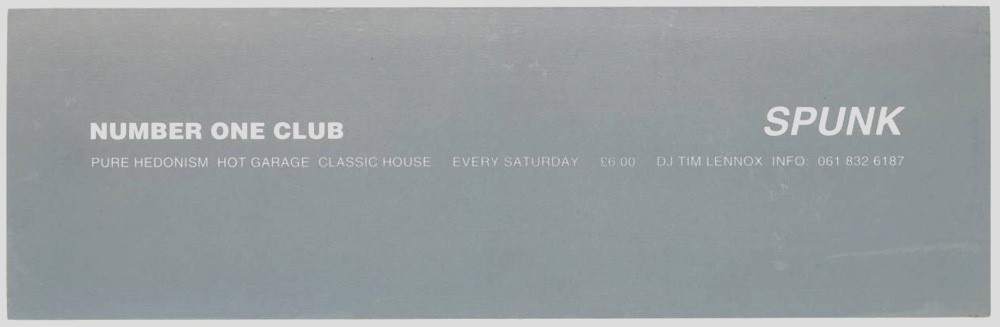 NUMBER ONE CLUB
SPUNK
PURE HEDONISM HOT GARAGE CLASSIC HOUSE EVERY SATURDAY £6.00 DJ TIM LENNOX INFO: 061 832 6187